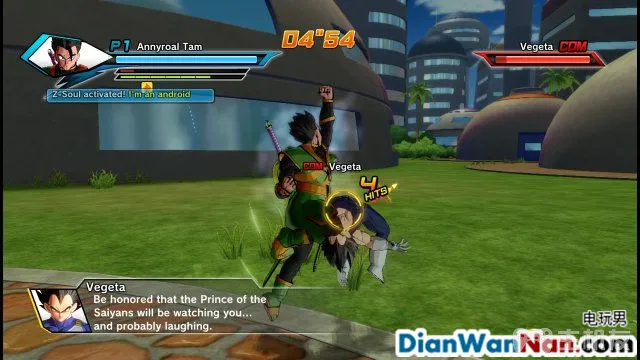 P1 Annyroal Tam
04"54
Vegeta COM
Z-Soul activated! I'm an android
COM Vegeta
4
HITS
Vegeta
Be honored that the Prince of the
Saiyans will be watching you...
and probably laughing.
电玩男
DianWanNan.com